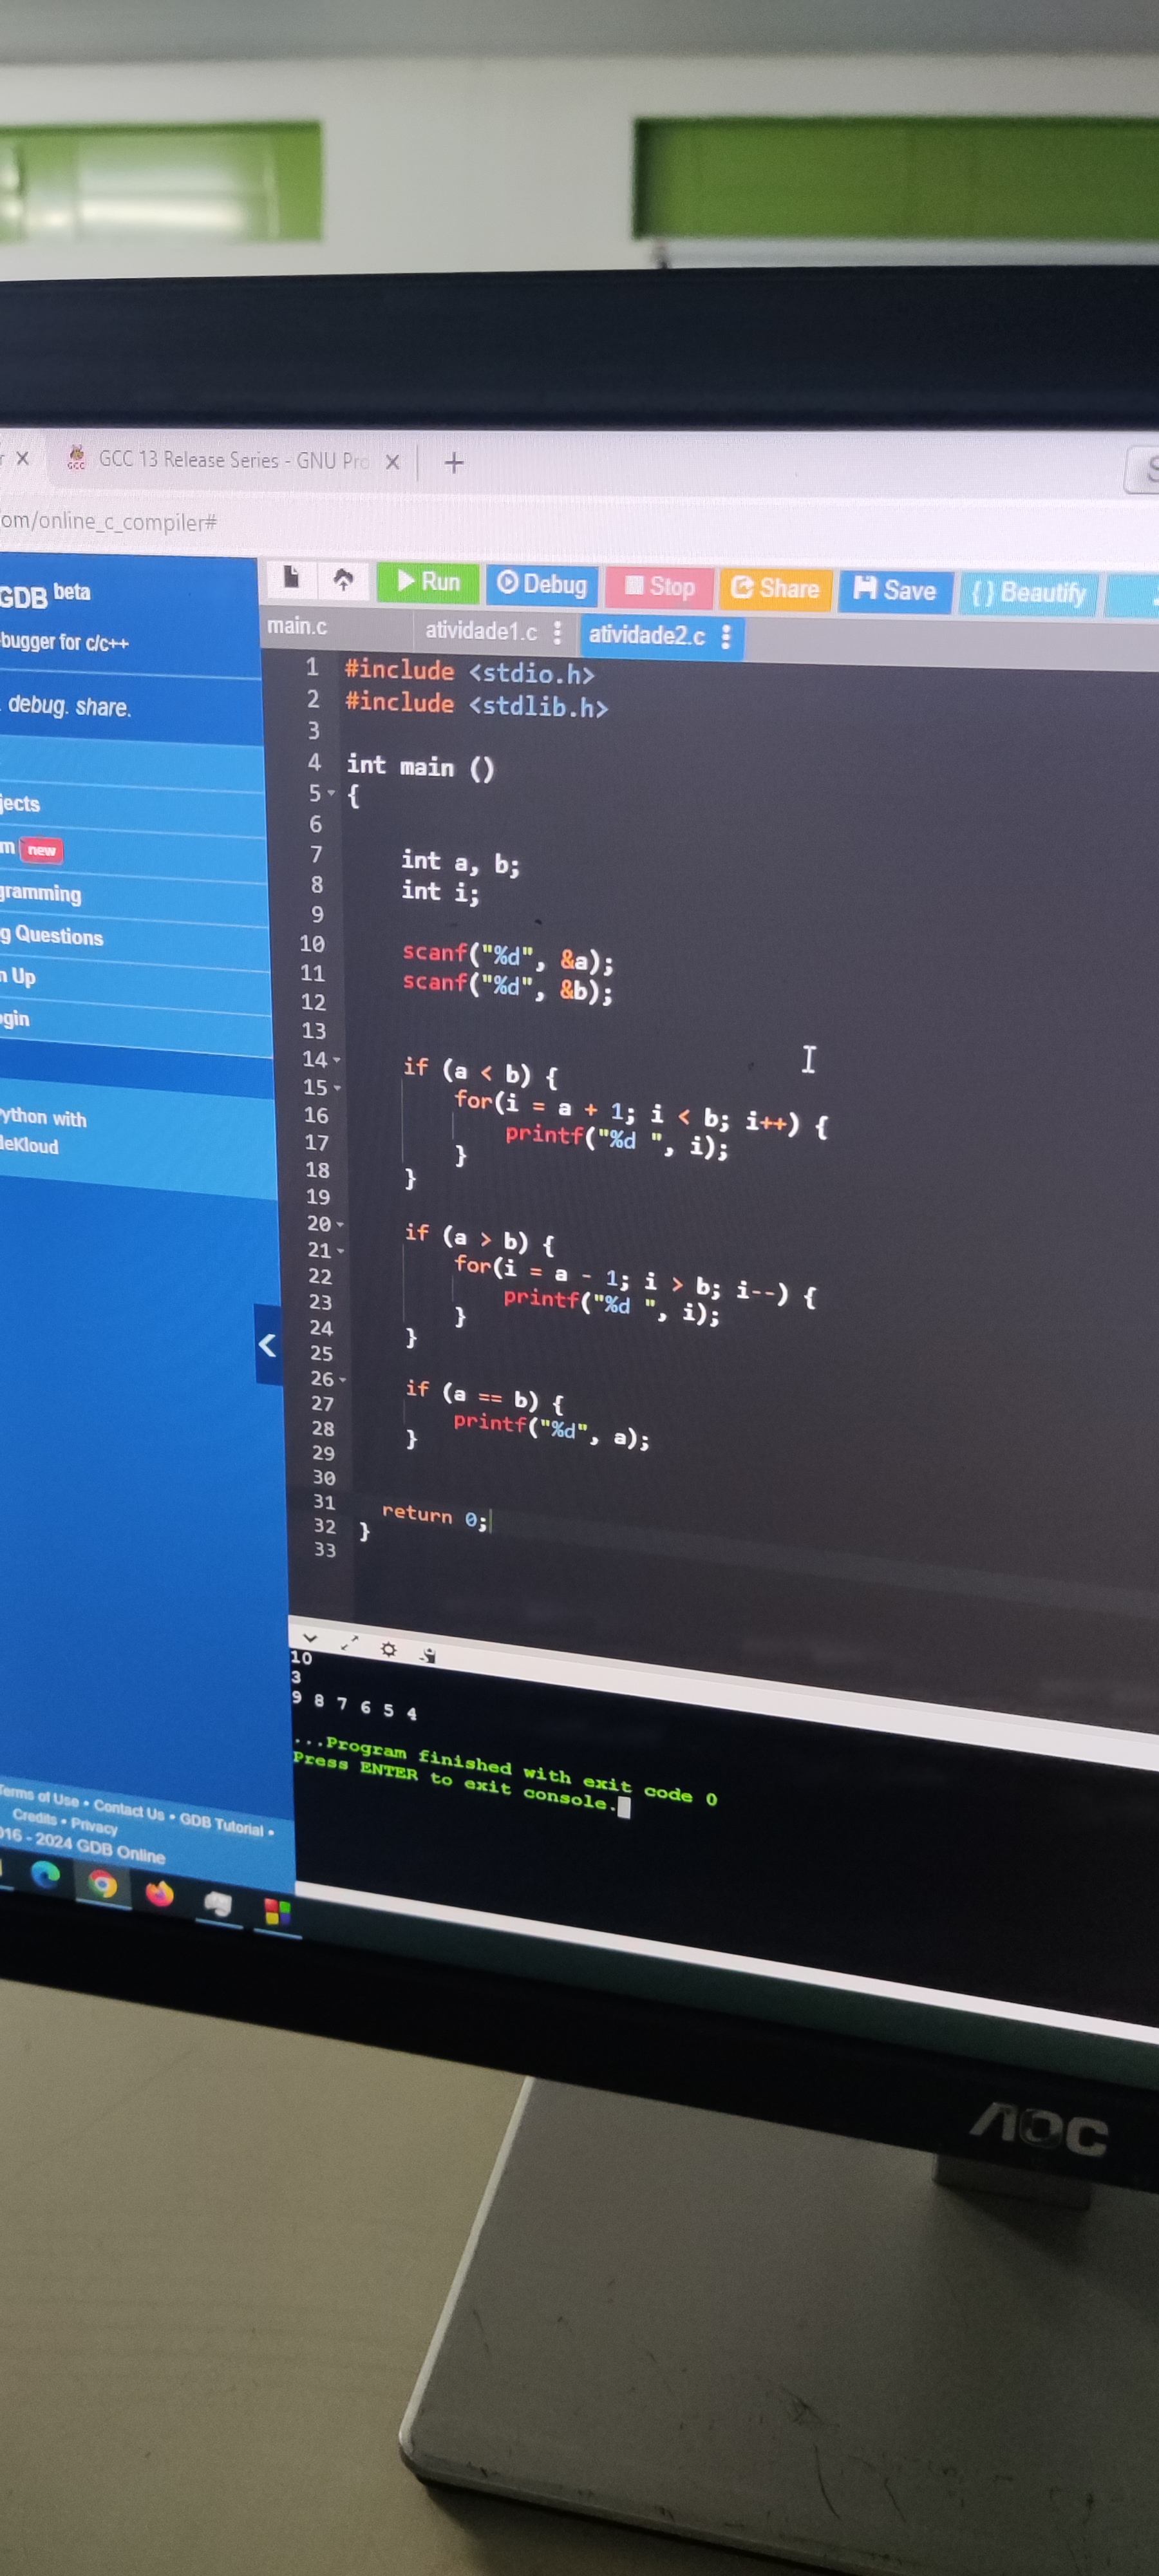 GCC 13 Release Series - GNU Pro
om/online_c_compiler#
GDB beta
bugger for c/c++
debug. share.
jects
m new
gramming
g Questions
n Up
gin
ython with
leKloud
Run Debug Stop Share Save { } Beautify
main.c atividade1.c atividade2.c
1 #include <stdio.h>
2 #include <stdlib.h>
3
4 int main ()
5 {
6
7 int a, b;
8 int i;
9
10 scanf("%d", &a);
11 scanf("%d", &b);
12
13
14 if (a < b) {
15 for(i = a + 1; i < b; i++) {
16 printf("%d ", i);
17 }
18 }
19
20 if (a > b) {
21 for(i = a - 1; i > b; i--) {
22 printf("%d ", i);
23 }
24 }
25
26 if (a == b) {
27 printf("%d", a);
28 }
29
30
31 return 0;
32 }
33
10
3
9 8 7 6 5 4
...Program finished with exit code 0
Press ENTER to exit console.
Terms of Use • Contact Us • GDB Tutorial •
Credits • Privacy
016 - 2024 GDB Online
AOC